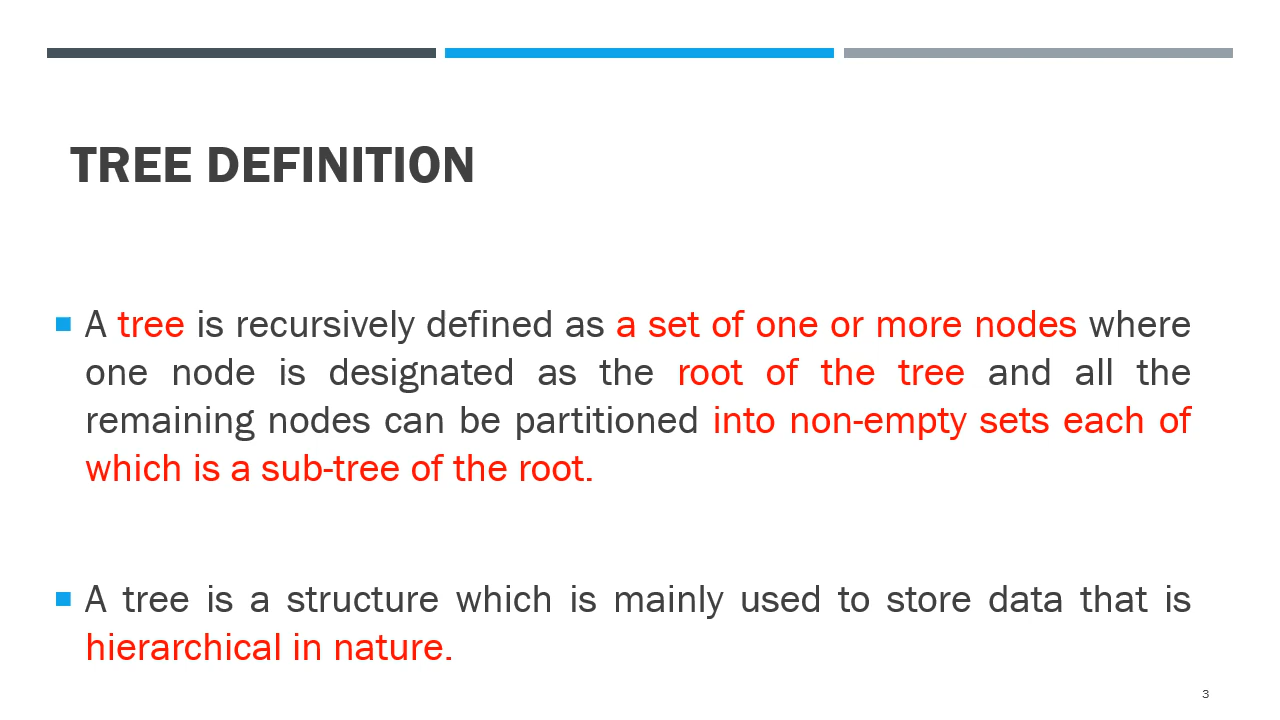 TREE DEFINITION
A tree is recursively defined as a set of one or more nodes where
one node is designated as the root of the tree and all the
remaining nodes can be partitioned into non-empty sets each of
which is a sub-tree of the root.
A tree is a structure which is mainly used to store data that is
hierarchical in nature.
3